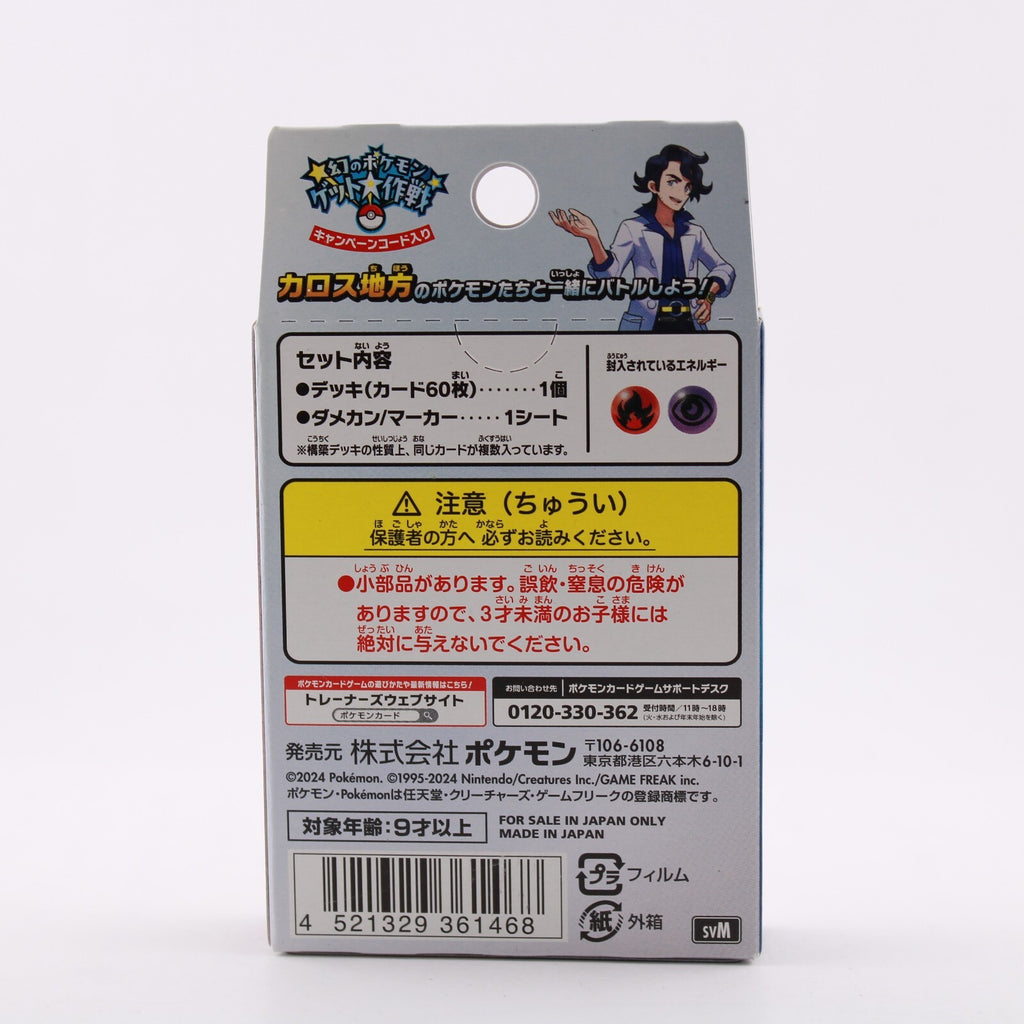 幻のポケモン
ゲット★作戦
キャンペーンコード入り
カロス地方のポケモンたちと一緒にバトルしよう!
セット内容
●デッキ(カード60枚)·······1個
●ダメカン/マーカー·····1シート
※構築デッキの性質上、同じカードが複数入っています。
封入されているエネルギー
⚠ 注意(ちゅうい)
保護者の方へ 必ずお読みください。
●小部品があります。誤飲・窒息の危険が
ありますので、3才未満のお子様には
絶対に与えないでください。
ポケモンカードゲームの遊びかたや最新情報はこちら!
トレーナーズウェブサイト
ポケモンカード
お問い合わせ先 ポケモンカードゲームサポートデスク
0120-330-362 受付時間/11時~18時
(火・水および年末年始を除く)
発売元 株式会社 ポケモン 〒106-6108
東京都港区六本木6-10-1
©2024 Pokémon. ©1995-2024 Nintendo/Creatures Inc./GAME FREAK inc.
ポケモン・Pokémonは任天堂・クリーチャーズ・ゲームフリークの登録商標です。
対象年齢:9才以上
FOR SALE IN JAPAN ONLY
MADE IN JAPAN
4 521329 361468
プラ フィルム
紙 外箱
svM